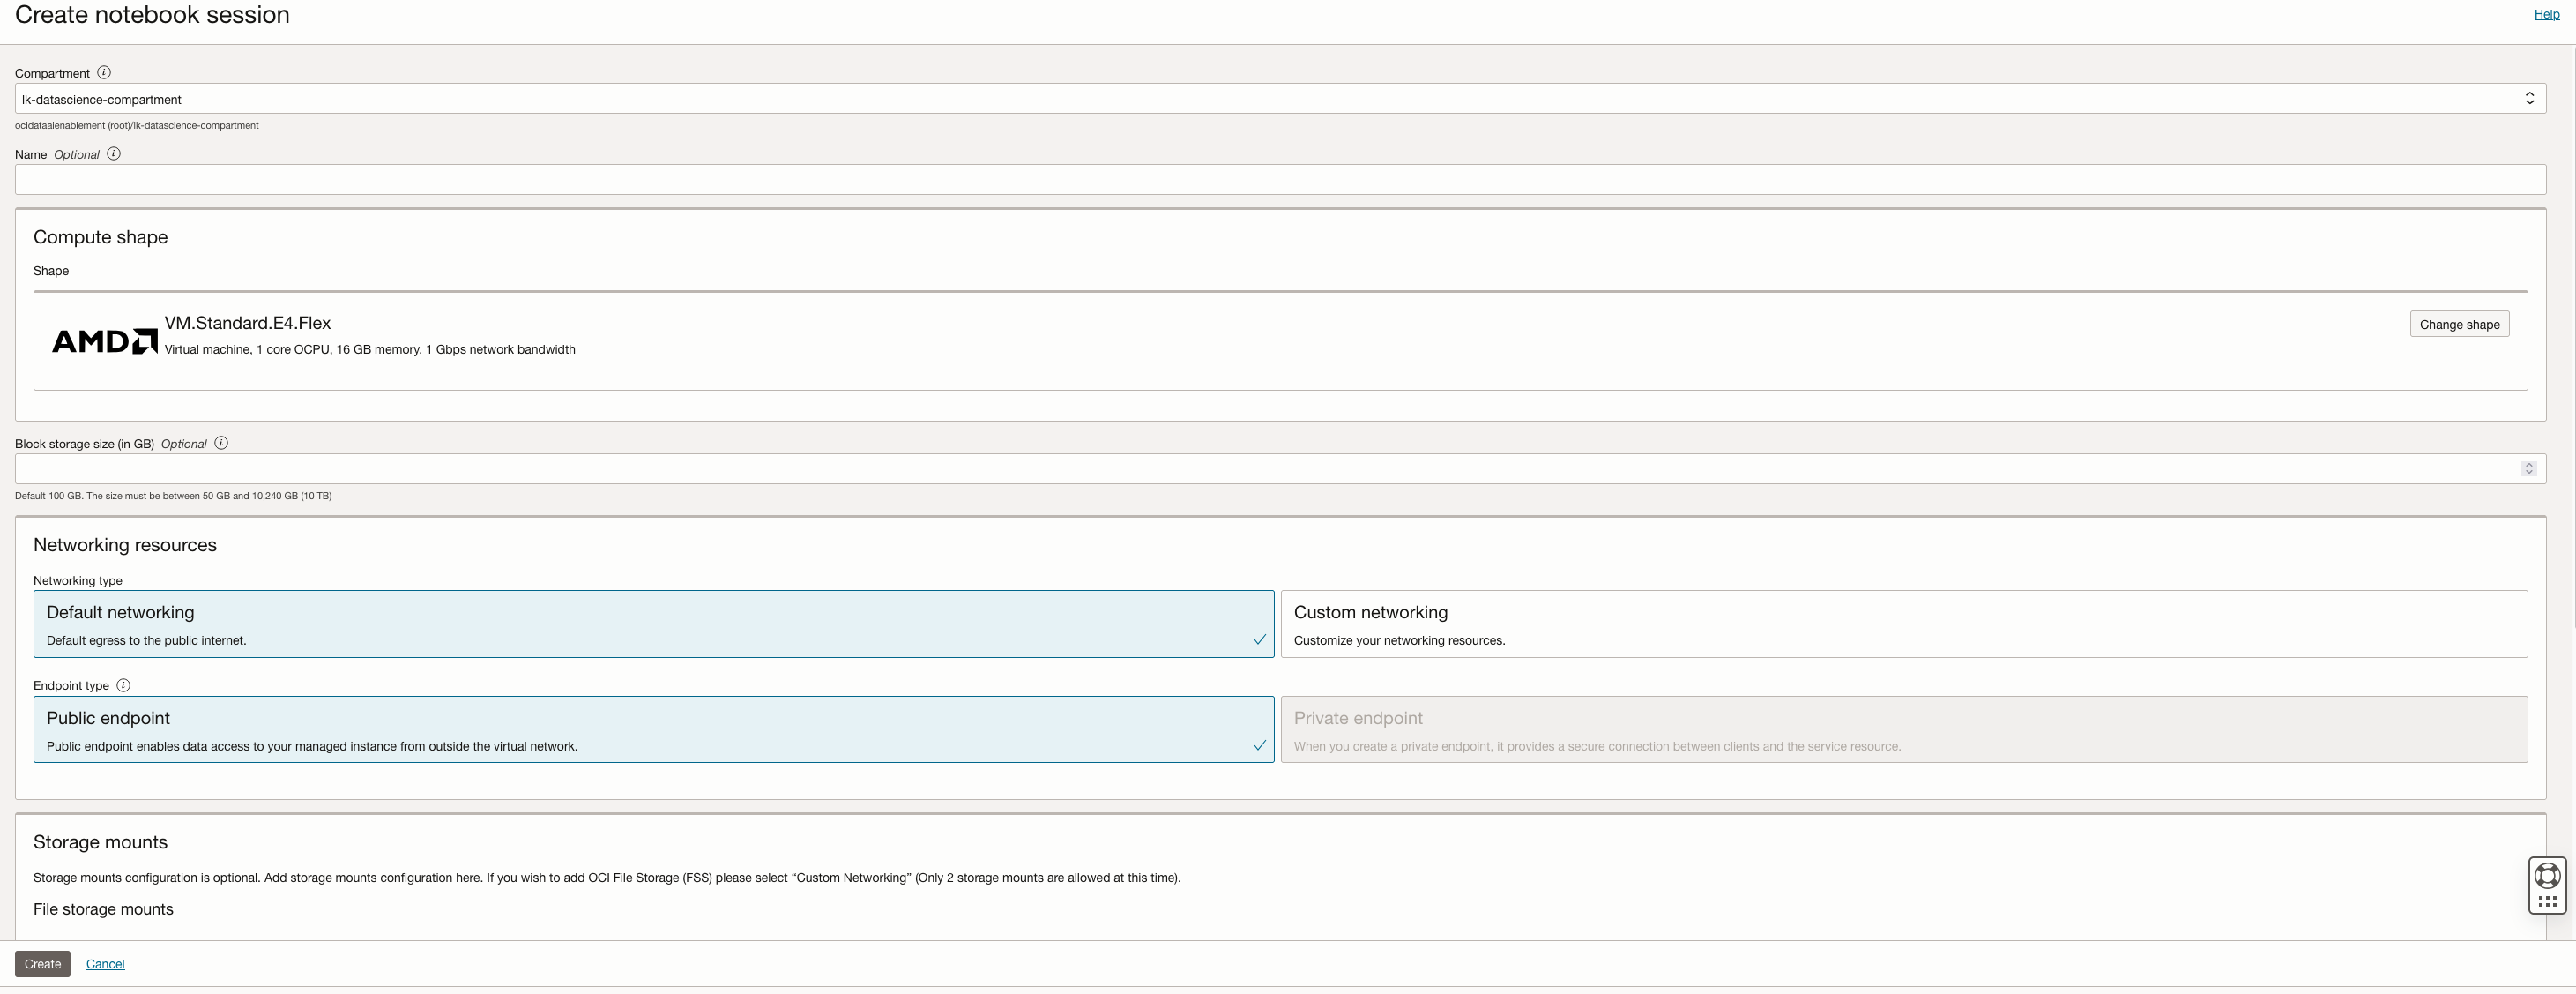 Create notebook session
Help
Compartment
lk-datascience-compartment
ocidataaienablement (root)/lk-datascience-compartment
Name Optional
Compute shape
Shape
AMD
VM.Standard.E4.Flex
Virtual machine, 1 core OCPU, 16 GB memory, 1 Gbps network bandwidth
Change shape
Block storage size (in GB) Optional
Default 100 GB. The size must be between 50 GB and 10,240 GB (10 TB)
Networking resources
Networking type
Default networking
Default egress to the public internet.
Custom networking
Customize your networking resources.
Endpoint type
Public endpoint
Public endpoint enables data access to your managed instance from outside the virtual network.
Private endpoint
When you create a private endpoint, it provides a secure connection between clients and the service resource.
Storage mounts
Storage mounts configuration is optional. Add storage mounts configuration here. If you wish to add OCI File Storage (FSS) please select “Custom Networking” (Only 2 storage mounts are allowed at this time).
File storage mounts
Create
Cancel